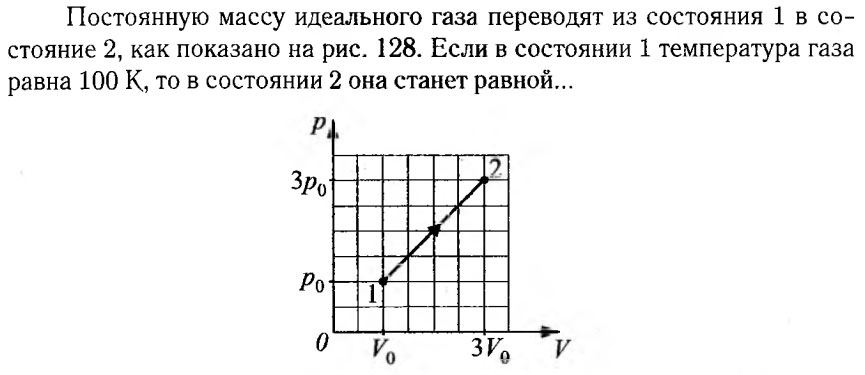 Постоянную массу идеального газа переводят из состояния 1 в со-
стояние 2, как показано на рис. 128. Если в состоянии 1 температура газа
равна 100 К, то в состоянии 2 она станет равной...
p
2
3p₀
p₀
1
0
V₀
3V₀
V